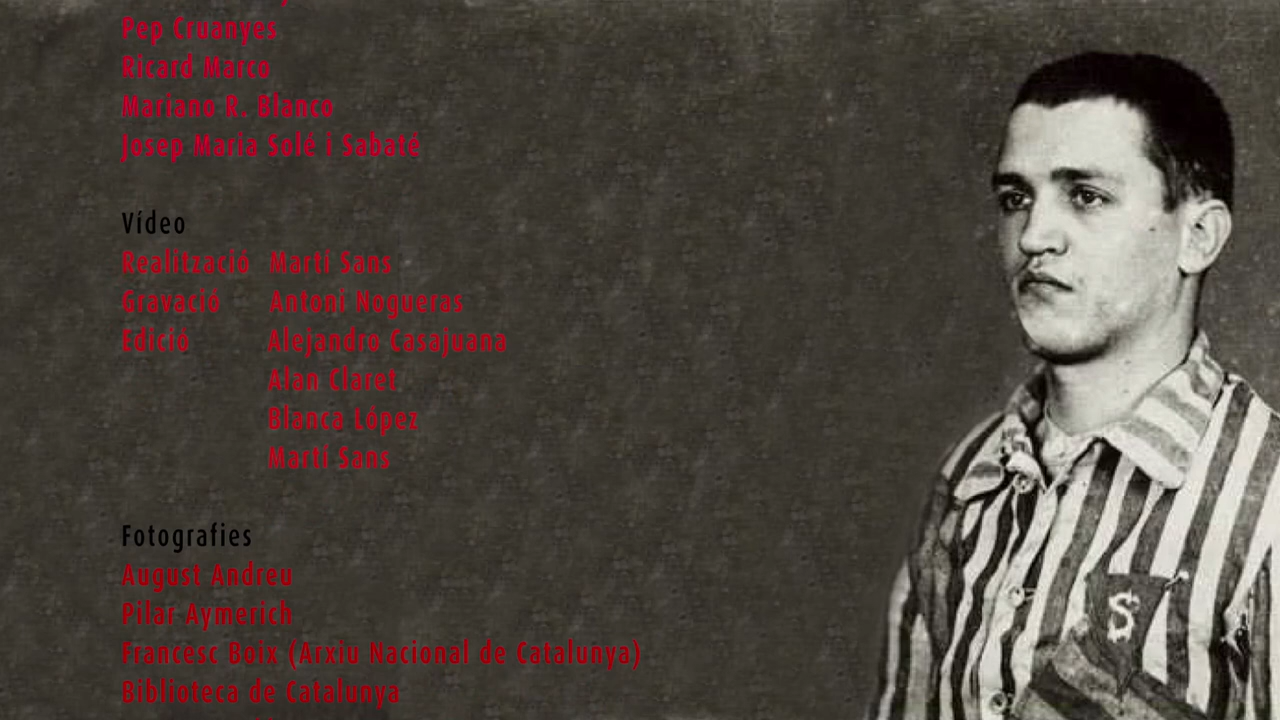 Pep Cruanyes
Ricard Marco
Mariano R. Blanco
Josep Maria Solé i Sabaté
Vídeo
Realització Martí Sans
Gravació Antoni Nogueras
Edició Alejandro Casajuana
Alan Claret
Blanca López
Martí Sans
Fotografies
August Andreu
Pilar Aymerich
Francesc Boix (Arxiu Nacional de Catalunya)
Biblioteca de Catalunya
S